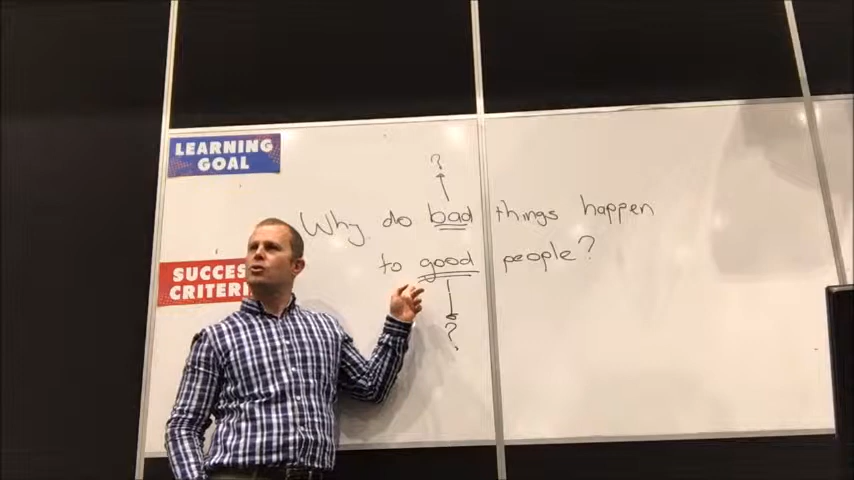 LEARNING
GOAL
?
Why do bad things happen
to good people?
SUCCESS
CRITERI
?